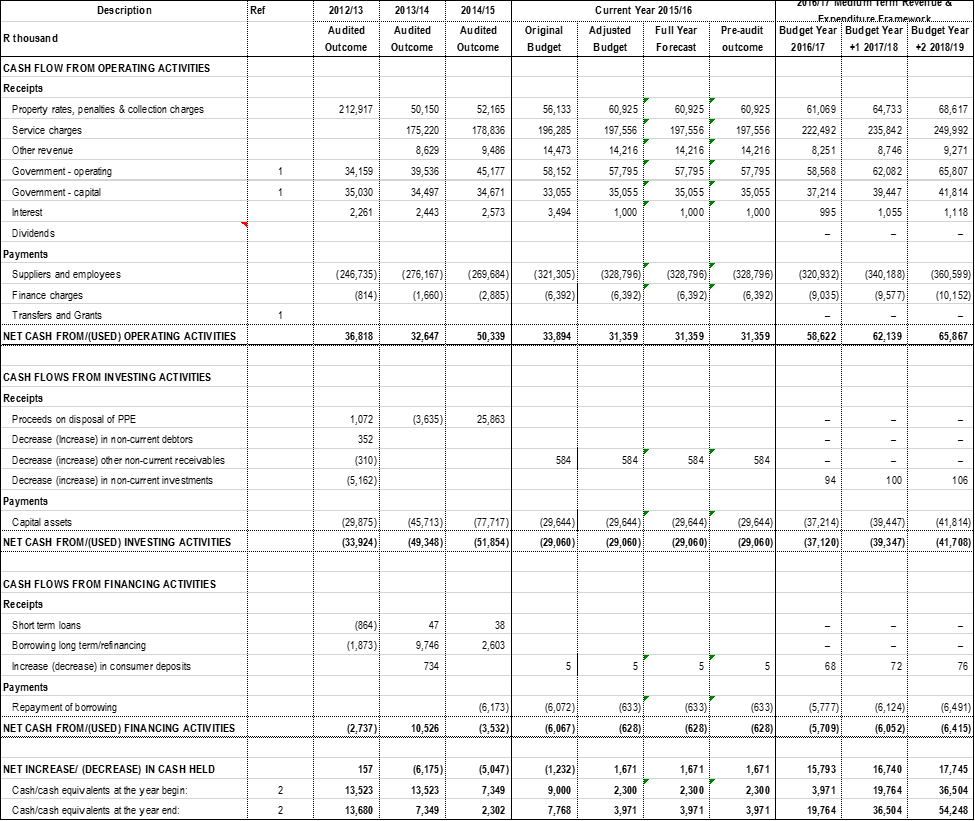 Description Ref 2012/13 2013/14 2014/15 Current Year 2015/16 2016/17 Medium Term Revenue &
Expenditure Framework
R thousand Audited Outcome Audited Outcome Audited Outcome Original Budget Adjusted Budget Full Year Forecast Pre-audit outcome Budget Year 2016/17 Budget Year +1 2017/18 Budget Year +2 2018/19
CASH FLOW FROM OPERATING ACTIVITIES
Receipts
Property rates, penalties & collection charges 212,917 50,150 52,165 56,133 60,925 60,925 60,925 61,069 64,733 68,617
Service charges 175,220 178,836 196,285 197,556 197,556 197,556 222,492 235,842 249,992
Other revenue 8,629 9,486 14,473 14,216 14,216 14,216 8,251 8,746 9,271
Government - operating 1 34,159 39,536 45,177 58,152 57,795 57,795 57,795 58,568 62,082 65,807
Government - capital 1 35,030 34,497 34,671 33,055 35,055 35,055 35,055 37,214 39,447 41,814
Interest 2,261 2,443 2,573 3,494 1,000 1,000 1,000 995 1,055 1,118
Dividends – – –
Payments
Suppliers and employees (246,735) (276,167) (269,684) (321,305) (328,796) (328,796) (328,796) (320,932) (340,188) (360,599)
Finance charges (814) (1,660) (2,885) (6,392) (6,392) (6,392) (6,392) (9,035) (9,577) (10,152)
Transfers and Grants 1 – – –
NET CASH FROM/(USED) OPERATING ACTIVITIES 36,818 32,647 50,339 33,894 31,359 31,359 31,359 58,622 62,139 65,867
CASH FLOWS FROM INVESTING ACTIVITIES
Receipts
Proceeds on disposal of PPE 1,072 (3,635) 25,863 – – –
Decrease (Increase) in non-current debtors 352 – – –
Decrease (increase) other non-current receivables (310) 584 584 584 584 – – –
Decrease (increase) in non-current investments (5,162) 94 100 106
Payments
Capital assets (29,875) (45,713) (77,717) (29,644) (29,644) (29,644) (29,644) (37,214) (39,447) (41,814)
NET CASH FROM/(USED) INVESTING ACTIVITIES (33,924) (49,348) (51,854) (29,060) (29,060) (29,060) (29,060) (37,120) (39,347) (41,708)
CASH FLOWS FROM FINANCING ACTIVITIES
Receipts
Short term loans (864) 47 38 – – –
Borrowing long term/refinancing (1,873) 9,746 2,603 – – –
Increase (decrease) in consumer deposits 734 5 5 5 5 68 72 76
Payments
Repayment of borrowing (6,173) (6,072) (633) (633) (633) (5,777) (6,124) (6,491)
NET CASH FROM/(USED) FINANCING ACTIVITIES (2,737) 10,526 (3,532) (6,067) (628) (628) (628) (5,709) (6,052) (6,415)
NET INCREASE/ (DECREASE) IN CASH HELD 157 (6,175) (5,047) (1,232) 1,671 1,671 1,671 15,793 16,740 17,745
Cash/cash equivalents at the year begin: 2 13,523 13,523 7,349 9,000 2,300 2,300 2,300 3,971 19,764 36,504
Cash/cash equivalents at the year end: 2 13,680 7,349 2,302 7,768 3,971 3,971 3,971 19,764 36,504 54,248